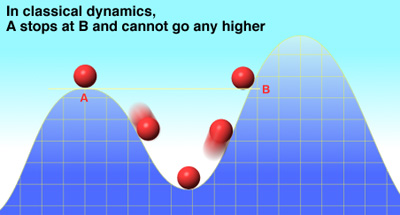 In classical dynamics,
A stops at B and cannot go any higher
A
B